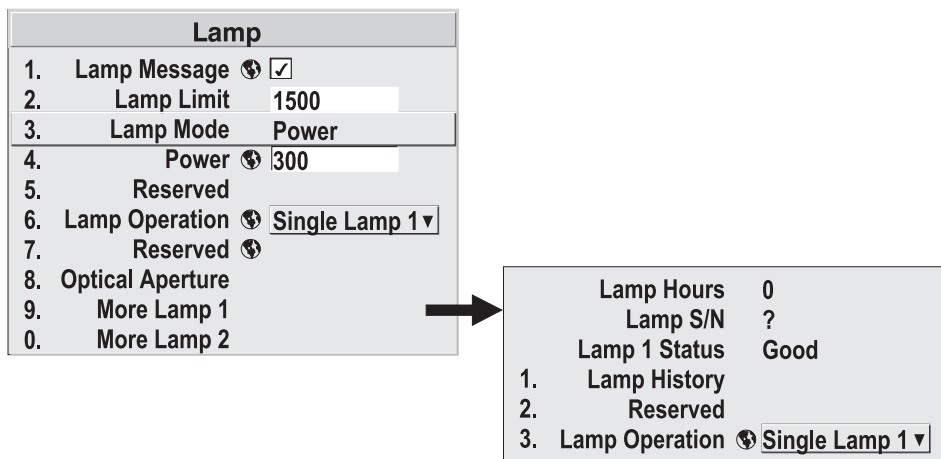 Lamp
1. Lamp Message
2. Lamp Limit 1500
3. Lamp Mode Power
4. Power 300
5. Reserved
6. Lamp Operation Single Lamp 1
7. Reserved
8. Optical Aperture
9. More Lamp 1
0. More Lamp 2
Lamp Hours 0
Lamp S/N ?
Lamp 1 Status Good
1. Lamp History
2. Reserved
3. Lamp Operation Single Lamp 1